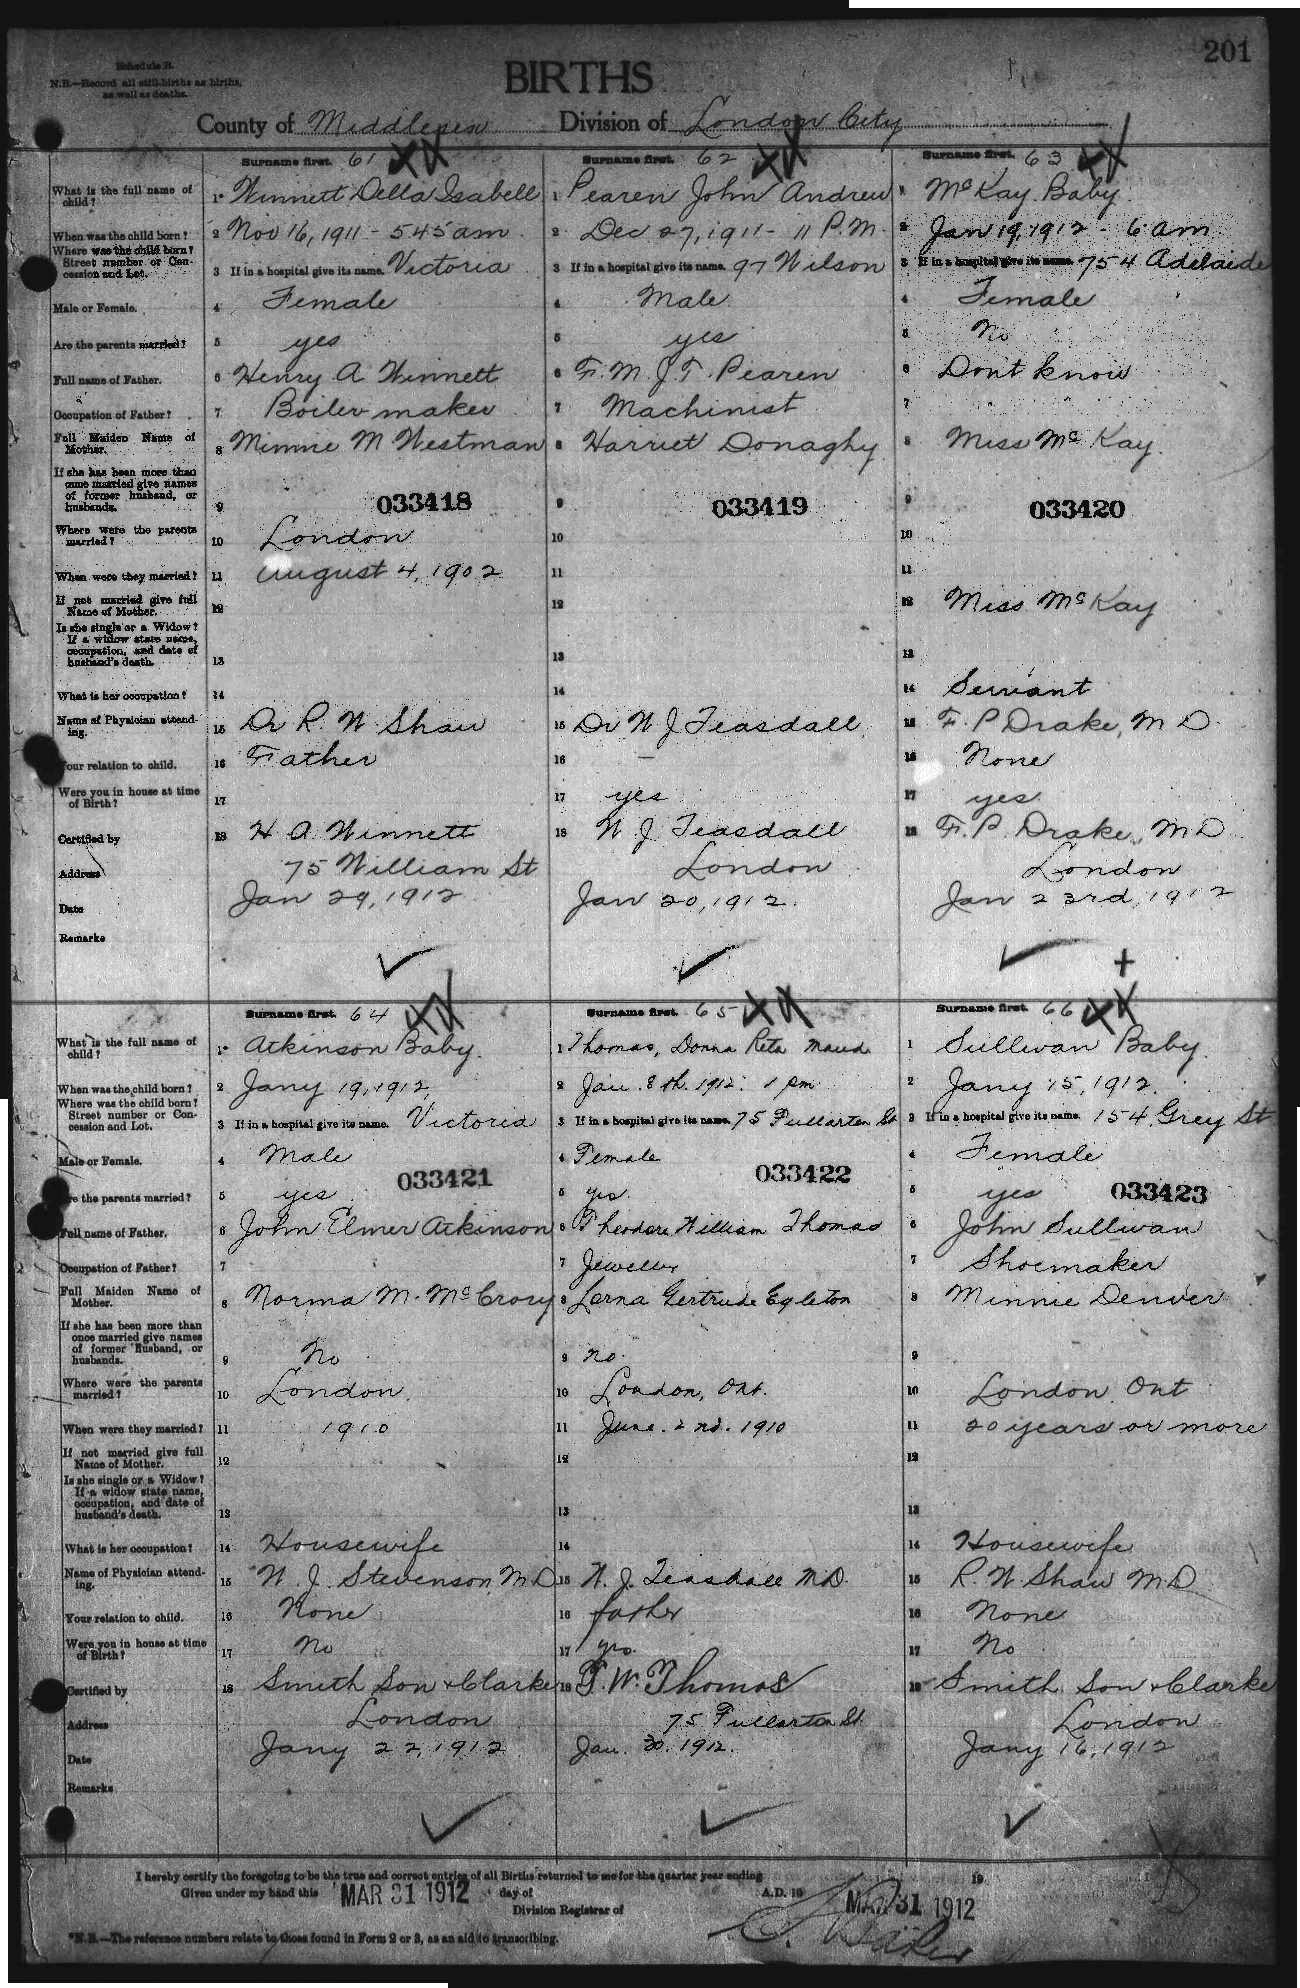 201
Schedule B.
N.B.—Record all still-births as births,
as well as deaths.
BIRTHS
County of Middlesex Division of London City
Surname first. 61
What is the full name of child? 1* Winnett Della Isabell
When was the child born? 2 Nov 16, 1911 - 5 45 am
Where was the child born? Street number or Concession and Lot. 3 If in a hospital give its name. Victoria
Male or Female. 4 Female
Are the parents married? 5 yes
Full name of Father. 6 Henry A Winnett
Occupation of Father? 7 Boiler maker
Full Maiden Name of Mother. 8 Minnie M Westman
If she has been more than once married give names of former husband, or husbands. 9
033418
Where were the parents married? 10 London
When were they married? 11 August 4, 1902
If not married give full Name of Mother. 12
Is she single or a Widow? If a widow state name, occupation, and date of husband's death. 13
What is her occupation? 14
Name of Physician attending. 15 Dr R. W Shaw
Your relation to child. 16 Father
Were you in house at time of Birth? 17
Certified by 18 H A Winnett
Address 75 William St
Date Jan 29, 1912
Remarks
Surname first. 62
1 Pearen John Andrew
2 Dec 27, 1911 - 11 P.M.
3 If in a hospital give its name. 97 Wilson
4 Male
5 yes
6 F. M. J. T. Pearen
7 Machinist
8 Harriet Donaghy
9 033419
10
11
12
13
14
15 Dr W J Teasdall
16 —
17 yes
18 W. J. Teasdall
London
Jan 20, 1912.
Surname first. 63
1 McKay Baby
2 Jan 19, 1912 - 6 am
3 If in a hospital give its name. 754 Adelaide
4 Female
5 No
6 Dont know
7
8 Miss McKay
9 033420
10
11
12 Miss McKay
13
14 Servant
15 F. P Drake, M D.
16 None
17 yes
18 F. P. Drake, M D
London
Jan 23rd, 1912
Surname first. 64
What is the full name of child? 1* Atkinson Baby.
When was the child born? 2 Jany 19, 1912,
Where was the child born? Street number or Concession and Lot. 3 If in a hospital give its name. Victoria
Male or Female. 4 Male
033421
Are the parents married? 5 yes
Full name of Father. 6 John Elmer Atkinson
Occupation of Father? 7
Full Maiden Name of Mother. 8 Norma M. McCrory
If she has been more than once married give names of former Husband, or husbands. 9 No
Where were the parents married? 10 London
When were they married? 11 1910
If not married give full Name of Mother. 12
Is she single or a Widow? If a widow state name, occupation, and date of husband's death. 13
What is her occupation? 14 Housewife
Name of Physician attending. 15 W. J. Stevenson M D
Your relation to child. 16 None
Were you in house at time of Birth? 17 No
Certified by 18 Smith Son & Clarke
Address London
Date Jany 22, 1912
Remarks
Surname first. 65
1 Thomas, Donna Reta Maud
2 Jan. 8th. 1912. 1 pm
3 If in a hospital give its name. 75 Fullarton St
4 Female
033422
5 yes.
6 Theodore William Thomas
7 Jeweller
8 Lorna Gertrude Egleton
9 no.
10 London, Ont.
11 June. 2nd. 1910
12
13
14
15 W. J. Teasdall M.D.
16 father
17 yes.
18 T. W. Thomas
75 Fullarton St.
Jan. 30. 1912.
Surname first. 66
1 Sullivan Baby
2 Jany 15, 1912.
3 If in a hospital give its name. 154 Grey St
4 Female
5 yes 033423
6 John Sullivan
7 Shoemaker
8 Minnie Denver
9
10 London Ont
11 20 years or more
12
13
14 Housewife
15 R. W Shaw M D
16 None
17 No
18 Smith Son & Clarke
London
Jany 16, 1912
I hereby certify the foregoing to be the true and correct entries of all Births returned to me for the quarter year ending 19
Given under my hand this MAR 31 1912 day of A.D. 19 MAR 31 1912
Division Registrar of
*N.B.—The reference numbers relate to those found in Form 2 or 3, as an aid to transcribing.